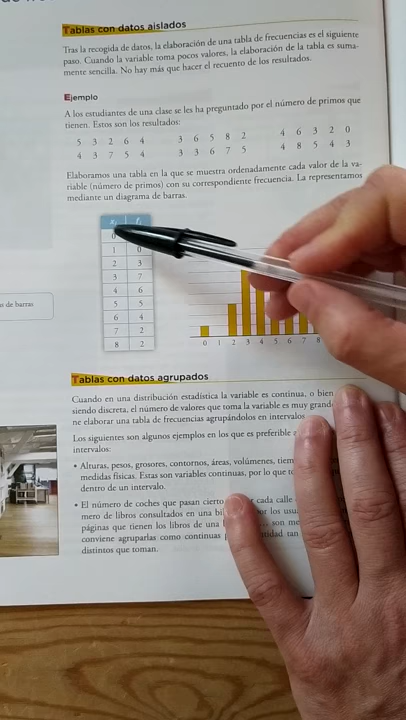 Tablas con datos aislados
Tras la recogida de datos, la elaboración de una tabla de frecuencias es el siguiente
paso. Cuando la variable toma pocos valores, la elaboración de la tabla es suma-
mente sencilla. No hay más que hacer el recuento de los resultados.
Ejemplo
A los estudiantes de una clase se les ha preguntado por el número de primos que
tienen. Estos son los resultados:
5 3 2 6 4 3 6 5 8 2 4 6 3 2 0
4 3 7 5 4 3 3 6 7 5 4 8 5 4 3
Elaboramos una tabla en la que se muestra ordenadamente cada valor de la va-
riable (número de primos) con su correspondiente frecuencia. La representamos
mediante un diagrama de barras.
0
1 0
2 3
3 7
4 6
5 5
6 4
7 2
8 2
0 1 2 3 4 5 6 7 8
de barras
Tablas con datos agrupados
Cuando en una distribución estadística la variable es continua, o bien
siendo discreta, el número de valores que toma la variable es muy
ne elaborar una tabla de frecuencias agrupándolos en intervalos
Los siguientes son algunos ejemplos en los que es preferible
intervalos:
• Alturas, pesos, grosores, contornos, áreas, volúmenes,
medidas físicas. Estas son variables continuas, por lo que
dentro de un intervalo.
• El número de coches que pasan cierto cada calle
mero de libros consultados en una los
páginas que tienen los libros de una son
conviene agruparlas como continuas tan
distintos que toman.